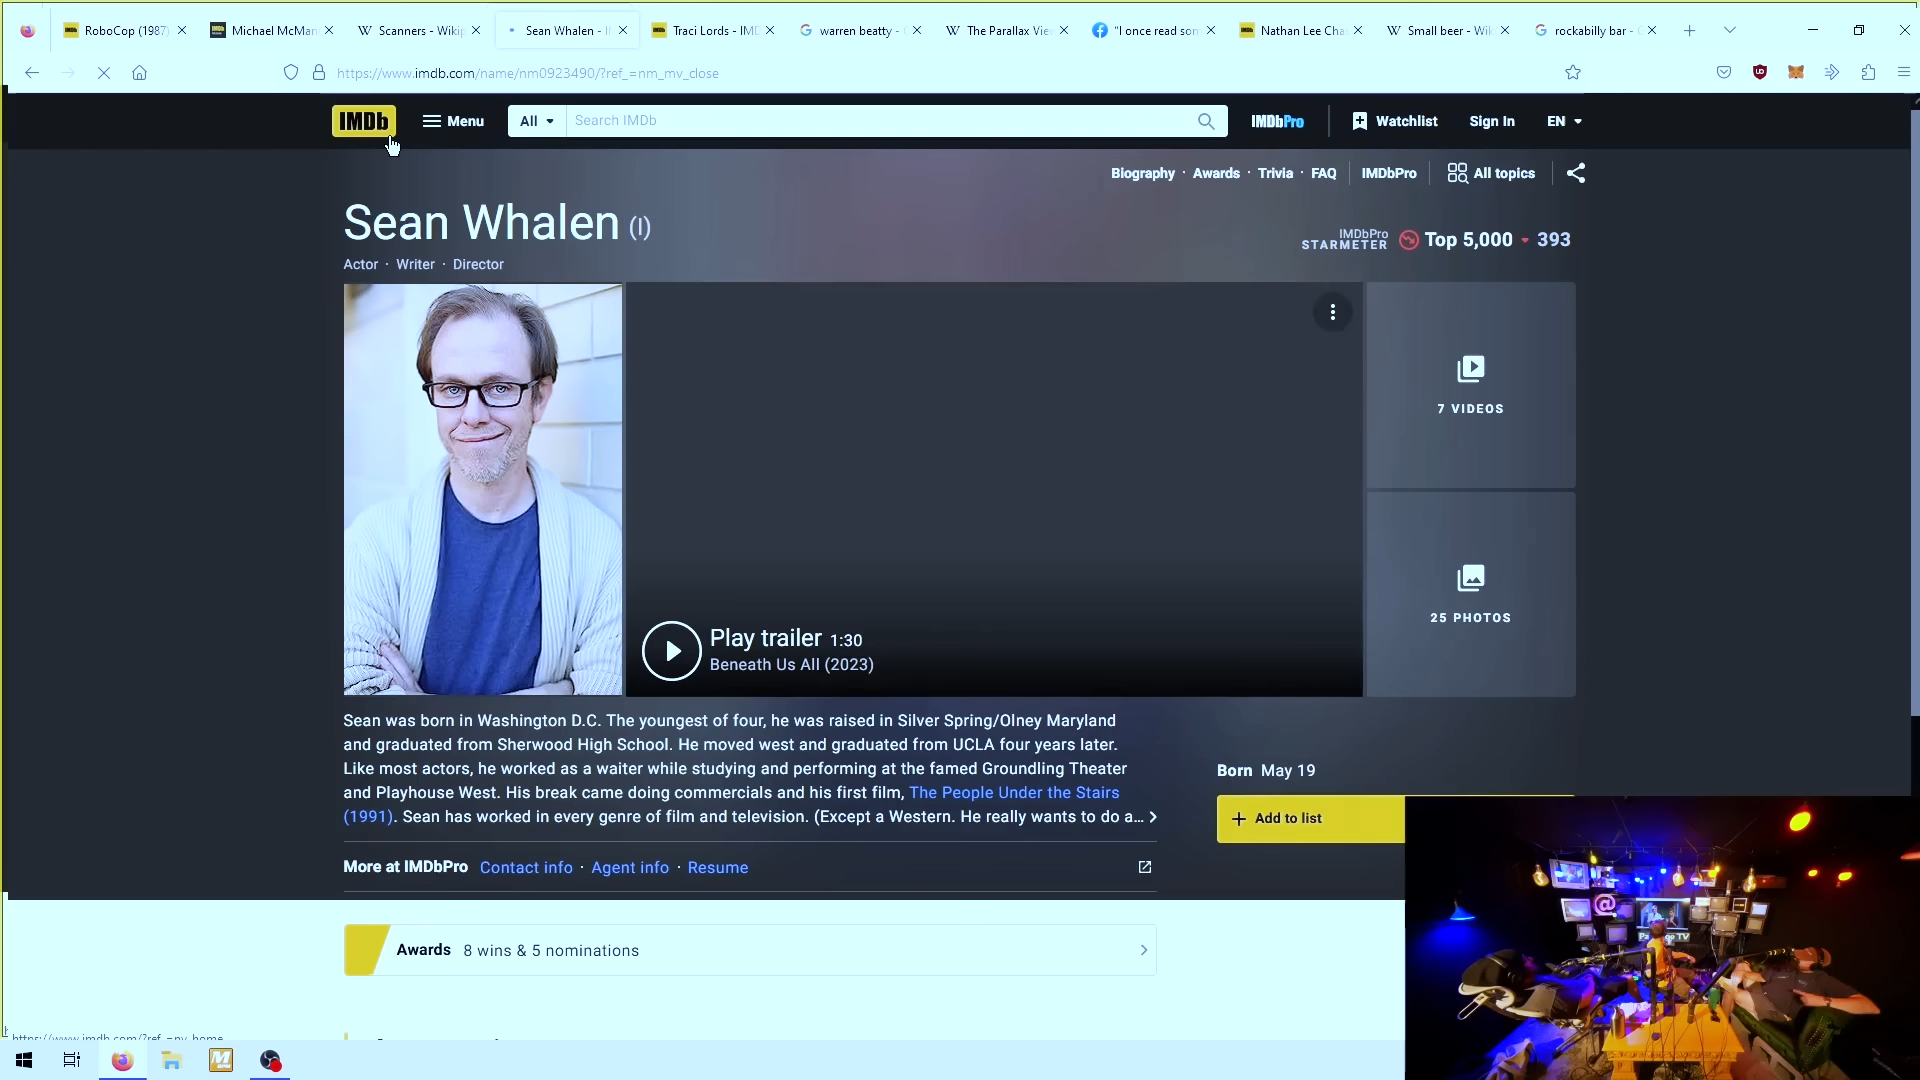 RoboCop (1987)
Michael McMan
Scanners - Wikip
Sean Whalen - I
Traci Lords - IMD
warren beatty -
The Parallax Vie
"I once read son
Nathan Lee Cha
Small beer - Wik
rockabilly bar -
https://www.imdb.com/name/nm0923490/?ref_=nm_mv_close
IMDb
Menu
All
Search IMDb
IMDbPro
Watchlist
Sign In
EN
Biography · Awards · Trivia · FAQ
IMDbPro
All topics
Sean Whalen (I)
Actor · Writer · Director
IMDbPro
STARMETER
Top 5,000
393
7 VIDEOS
25 PHOTOS
Play trailer 1:30
Beneath Us All (2023)
Sean was born in Washington D.C. The youngest of four, he was raised in Silver Spring/Olney Maryland
and graduated from Sherwood High School. He moved west and graduated from UCLA four years later.
Like most actors, he worked as a waiter while studying and performing at the famed Groundling Theater
and Playhouse West. His break came doing commercials and his first film, The People Under the Stairs
(1991). Sean has worked in every genre of film and television. (Except a Western. He really wants to do a...
Born May 19
+ Add to list
More at IMDbPro Contact info · Agent info · Resume
Awards 8 wins & 5 nominations
https://www.imdb.com/?ref_=nv_home
@